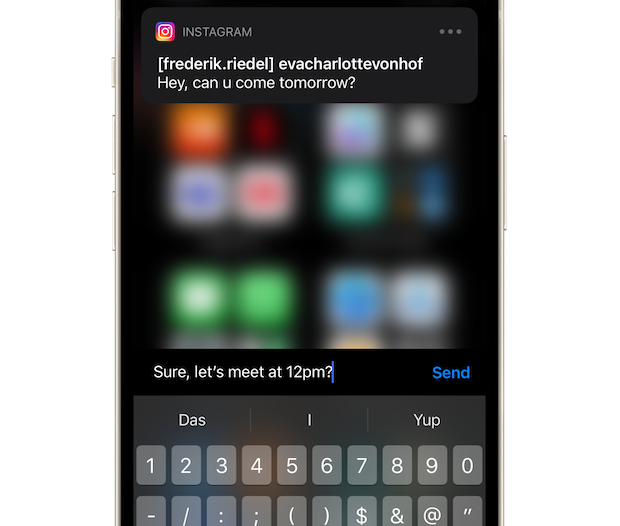 INSTAGRAM
[frederik.riedel] evacharlottevonhof
Hey, can u come tomorrow?
Sure, let’s meet at 12pm?
Send
Das I Yup
1 2 3 4 5 6 7 8 9 0
- / : ; ( ) $ & @ ”